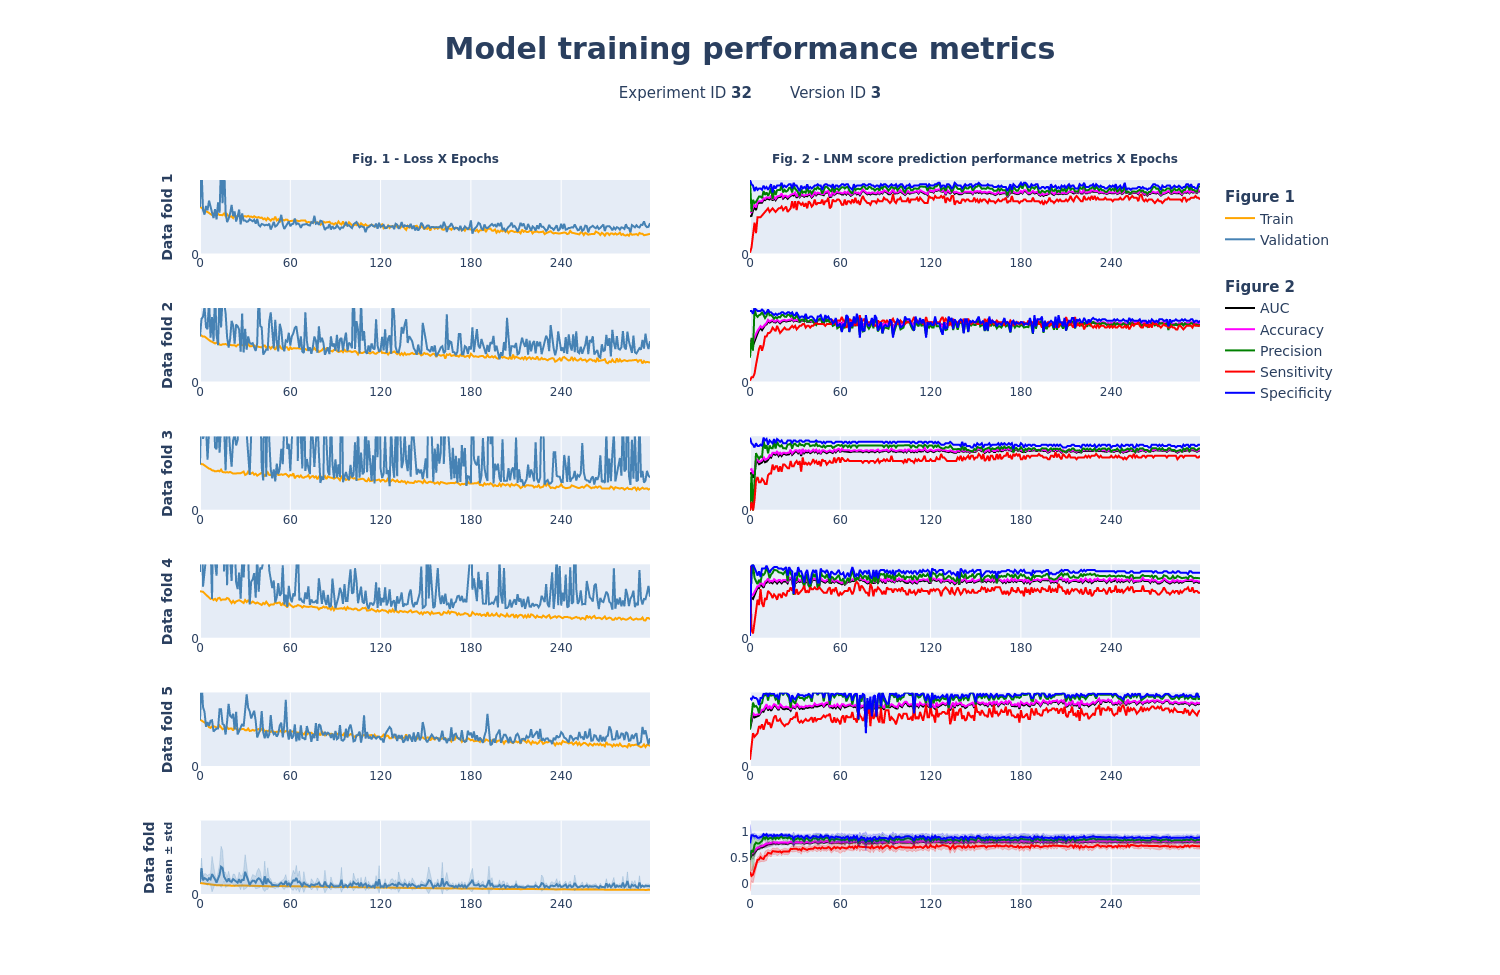 Model training performance metrics
Experiment ID 32 Version ID 3
Fig. 1 - Loss X Epochs
Fig. 2 - LNM score prediction performance metrics X Epochs
Data fold 1
0
0 60 120 180 240
0
0 60 120 180 240
Data fold 2
0
0 60 120 180 240
0
0 60 120 180 240
Data fold 3
0
0 60 120 180 240
0
0 60 120 180 240
Data fold 4
0
0 60 120 180 240
0
0 60 120 180 240
Data fold 5
0
0 60 120 180 240
0
0 60 120 180 240
Data fold
mean ± std
0
0 60 120 180 240
1
0.5
0
0 60 120 180 240
Figure 1
Train
Validation
Figure 2
AUC
Accuracy
Precision
Sensitivity
Specificity